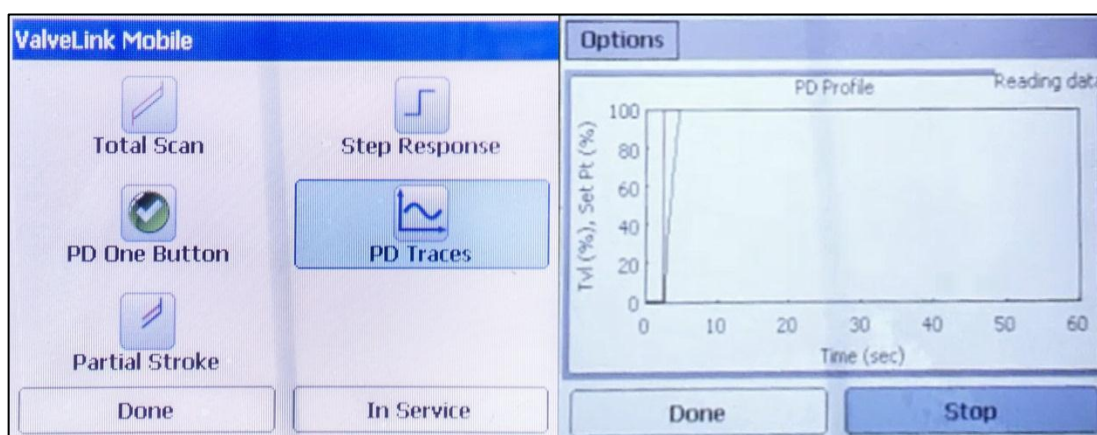 ValveLink Mobile
Total Scan
Step Response
PD One Button
PD Traces
Partial Stroke
Done
In Service
Options
PD Profile
Reading data
Tvl (%), Set Pt (%)
100
80
60
40
20
0
0 10 20 30 40 50 60
Time (sec)
Done
Stop